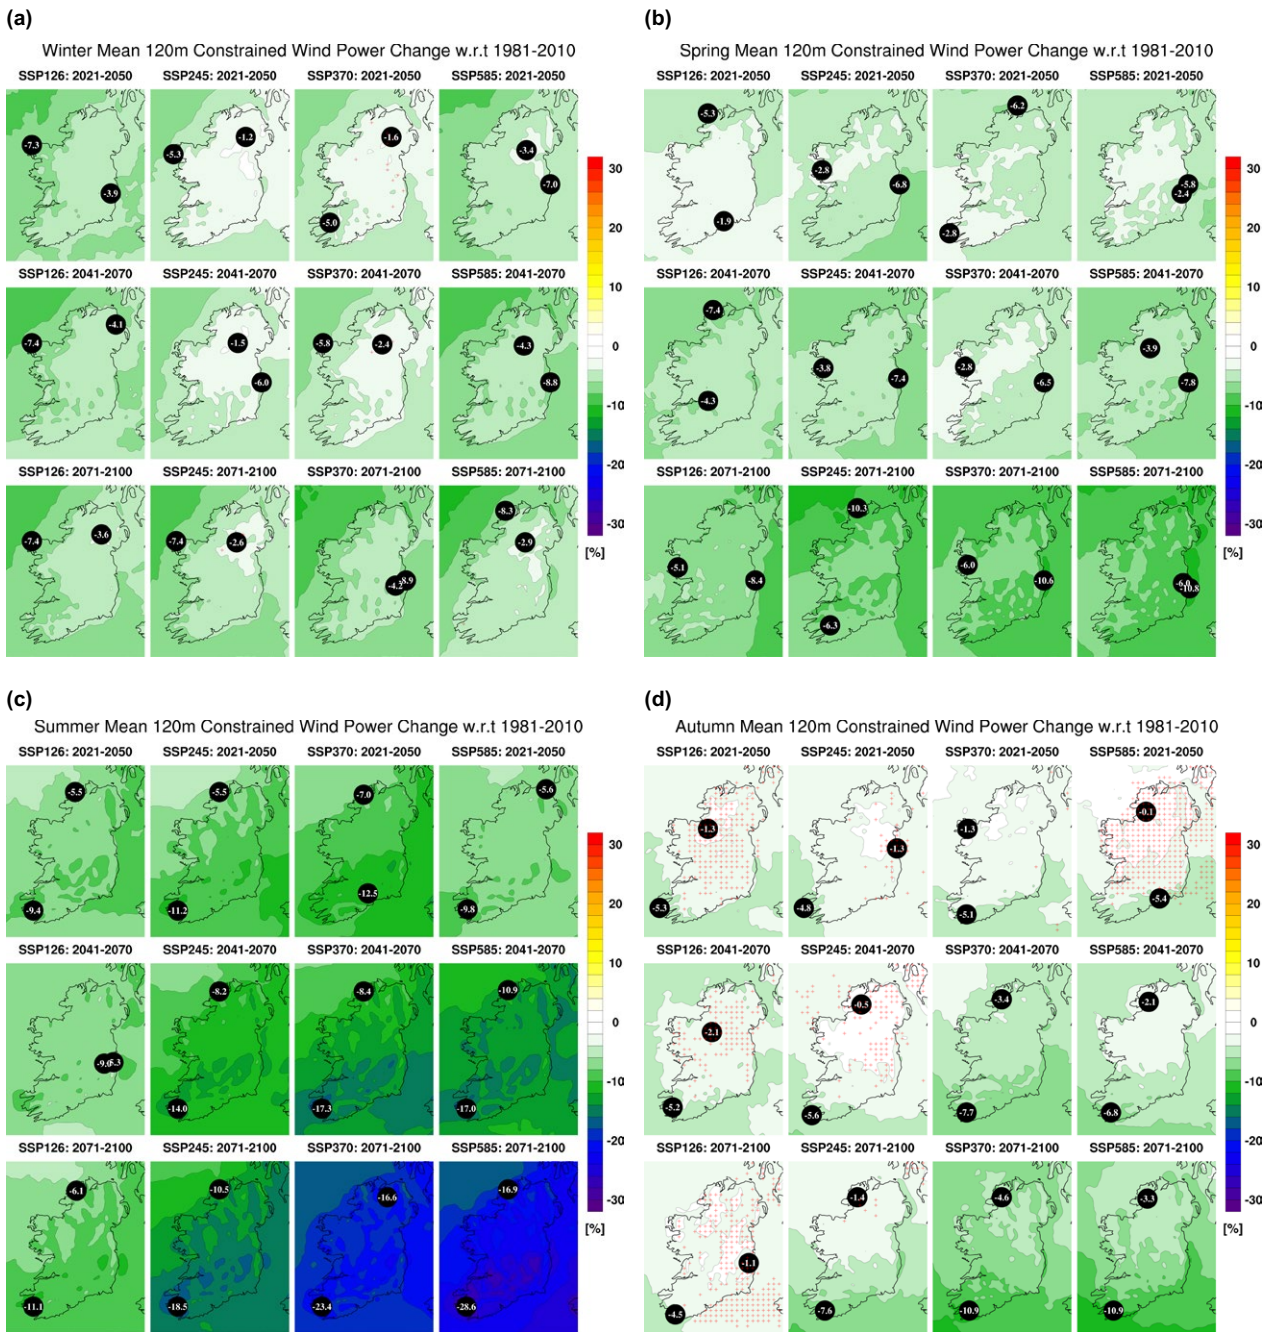 (a)
Winter Mean 120m Constrained Wind Power Change w.r.t 1981-2010
SSP126: 2021-2050 SSP245: 2021-2050 SSP370: 2021-2050 SSP585: 2021-2050
-7.3 -3.9 -5.3 -1.2 -1.6 -5.0 -3.4 -7.0
SSP126: 2041-2070 SSP245: 2041-2070 SSP370: 2041-2070 SSP585: 2041-2070
-7.4 -4.1 -1.5 -6.0 -5.8 -2.4 -4.3 -8.8
SSP126: 2071-2100 SSP245: 2071-2100 SSP370: 2071-2100 SSP585: 2071-2100
-7.4 -3.6 -7.4 -2.6 -4.2 -8.9 -8.3 -2.9
30
20
10
0
-10
-20
-30
[%]
(b)
Spring Mean 120m Constrained Wind Power Change w.r.t 1981-2010
SSP126: 2021-2050 SSP245: 2021-2050 SSP370: 2021-2050 SSP585: 2021-2050
-5.3 -1.9 -2.8 -6.8 -6.2 -2.8 -5.8 -2.4
SSP126: 2041-2070 SSP245: 2041-2070 SSP370: 2041-2070 SSP585: 2041-2070
-7.4 -4.3 -3.8 -7.4 -2.8 -6.5 -3.9 -7.8
SSP126: 2071-2100 SSP245: 2071-2100 SSP370: 2071-2100 SSP585: 2071-2100
-5.1 -8.4 -10.3 -6.3 -6.0 -10.6 -6.0 -10.8
30
20
10
0
-10
-20
-30
[%]
(c)
Summer Mean 120m Constrained Wind Power Change w.r.t 1981-2010
SSP126: 2021-2050 SSP245: 2021-2050 SSP370: 2021-2050 SSP585: 2021-2050
-5.5 -9.4 -5.5 -11.2 -7.0 -12.5 -5.6 -9.8
SSP126: 2041-2070 SSP245: 2041-2070 SSP370: 2041-2070 SSP585: 2041-2070
-9.0 -8.2 -14.0 -8.4 -17.3 -10.9 -17.0
SSP126: 2071-2100 SSP245: 2071-2100 SSP370: 2071-2100 SSP585: 2071-2100
-6.1 -11.1 -10.5 -18.5 -16.6 -23.4 -16.9 -28.6
30
20
10
0
-10
-20
-30
[%]
(d)
Autumn Mean 120m Constrained Wind Power Change w.r.t 1981-2010
SSP126: 2021-2050 SSP245: 2021-2050 SSP370: 2021-2050 SSP585: 2021-2050
-1.3 -5.3 -1.3 -4.8 -1.3 -5.1 -0.1 -5.4
SSP126: 2041-2070 SSP245: 2041-2070 SSP370: 2041-2070 SSP585: 2041-2070
-2.1 -5.2 -0.5 -5.6 -3.4 -7.7 -2.1 -6.8
SSP126: 2071-2100 SSP245: 2071-2100 SSP370: 2071-2100 SSP585: 2071-2100
-1.1 -4.5 -1.4 -7.6 -4.6 -10.9 -3.3 -10.9
30
20
10
0
-10
-20
-30
[%]